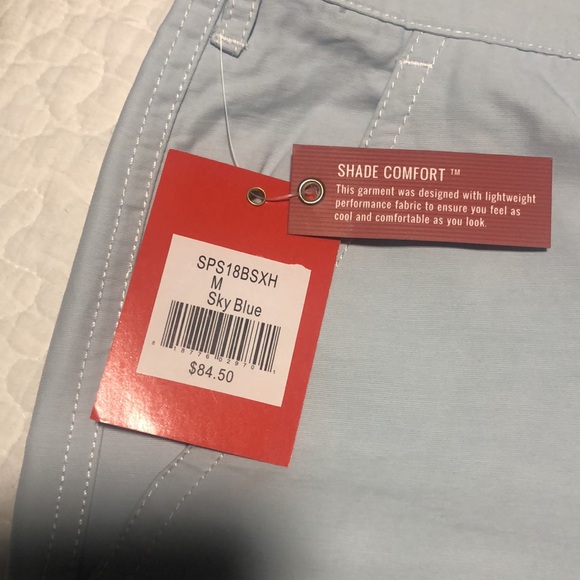 SHADE COMFORT ™
This garment was designed with lightweight
performance fabric to ensure you feel as
cool and comfortable as you look.
SPS18BSXH
M
Sky Blue
$84.50